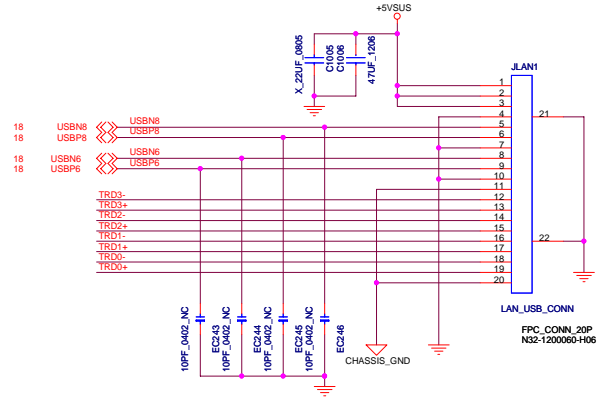 +5VSUS
X_22UF_0805
C1005
C1006
47UF_1206
JLAN1
1
2
3
4
5
6
7
8
9
10
11
12
13
14
15
16
17
18
19
20
21
22
18 USBN8 USBN8
18 USBP8 USBP8
18 USBN6 USBN6
18 USBP6 USBP6
TRD3-
TRD3+
TRD2-
TRD2+
TRD1-
TRD1+
TRD0-
TRD0+
10PF_0402_NC
EC243
10PF_0402_NC
EC244
10PF_0402_NC
EC245
10PF_0402_NC
EC246
CHASSIS_GND
LAN_USB_CONN
FPC_CONN_20P
N32-1200060-H06